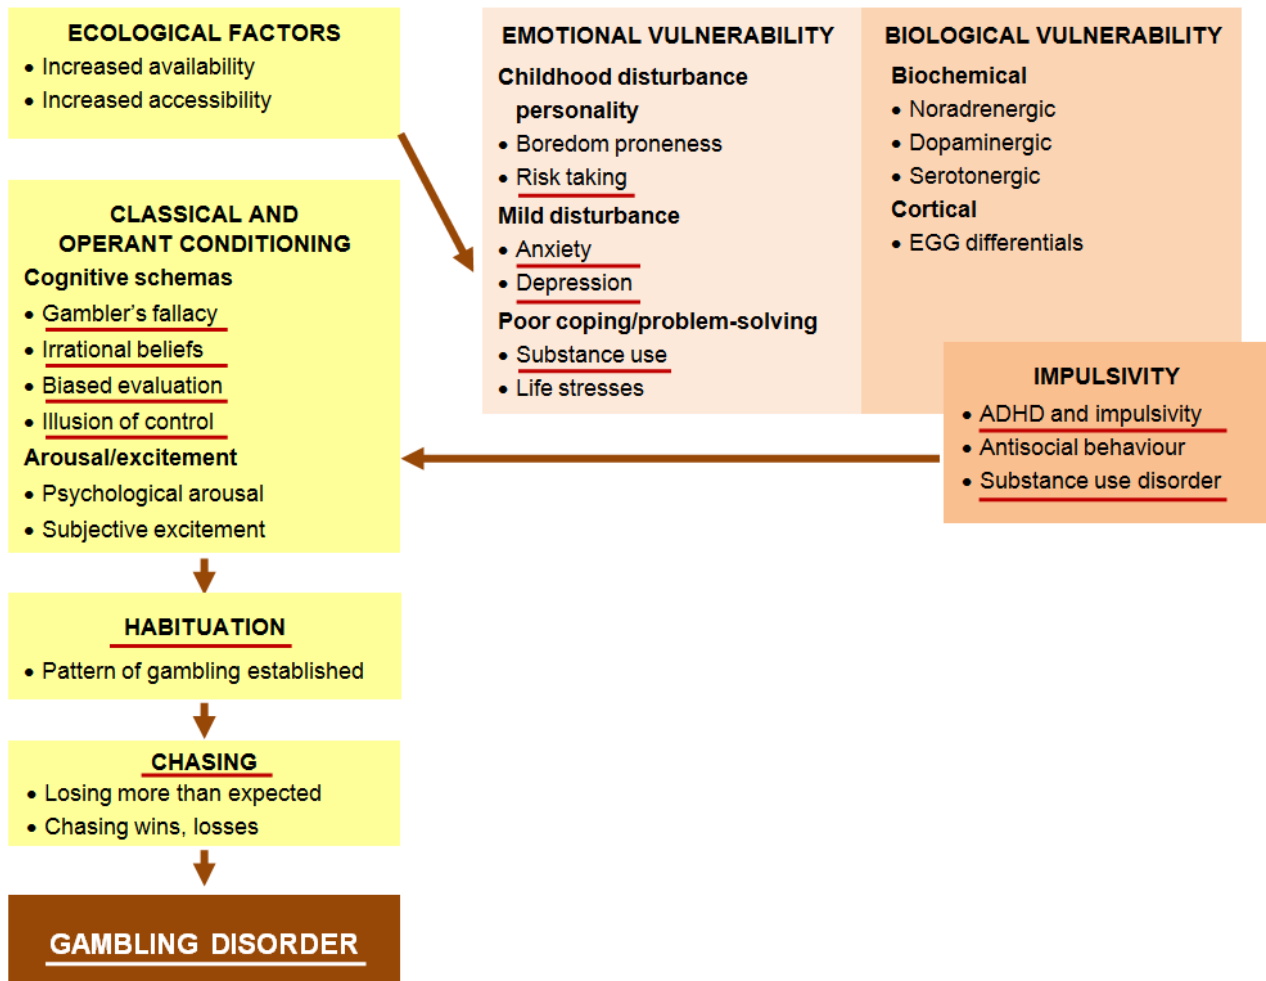 ECOLOGICAL FACTORS
• Increased availability
• Increased accessibility
CLASSICAL AND
OPERANT CONDITIONING
Cognitive schemas
• Gambler's fallacy
• Irrational beliefs
• Biased evaluation
• Illusion of control
Arousal/excitement
• Psychological arousal
• Subjective excitement
HABITUATION
• Pattern of gambling established
CHASING
• Losing more than expected
• Chasing wins, losses
GAMBLING DISORDER
EMOTIONAL VULNERABILITY
Childhood disturbance
personality
• Boredom proneness
• Risk taking
Mild disturbance
• Anxiety
• Depression
Poor coping/problem-solving
• Substance use
• Life stresses
BIOLOGICAL VULNERABILITY
Biochemical
• Noradrenergic
• Dopaminergic
• Serotonergic
Cortical
• EGG differentials
IMPULSIVITY
• ADHD and impulsivity
• Antisocial behaviour
• Substance use disorder